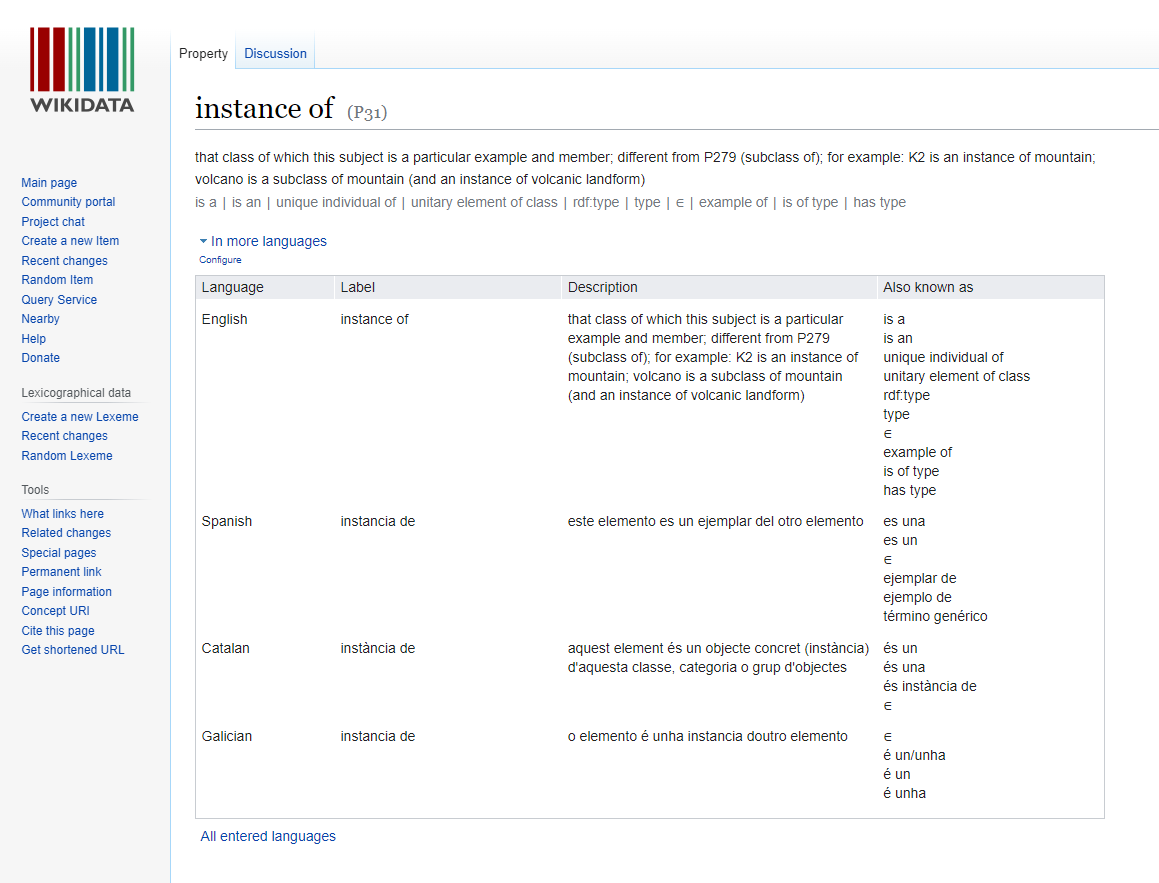 WIKIDATA
Main page
Community portal
Project chat
Create a new Item
Recent changes
Random Item
Query Service
Nearby
Help
Donate
Lexicographical data
Create a new Lexeme
Recent changes
Random Lexeme
Tools
What links here
Related changes
Special pages
Permanent link
Page information
Concept URI
Cite this page
Get shortened URL
Property Discussion
instance of (P31)
that class of which this subject is a particular example and member; different from P279 (subclass of); for example: K2 is an instance of mountain;
volcano is a subclass of mountain (and an instance of volcanic landform)
is a | is an | unique individual of | unitary element of class | rdf:type | type | ∈ | example of | is of type | has type
In more languages
Configure
Language Label Description Also known as
English instance of that class of which this subject is a particular is a
example and member; different from P279 is an
(subclass of); for example: K2 is an instance of unique individual of
mountain; volcano is a subclass of mountain unitary element of class
(and an instance of volcanic landform) rdf:type
type
∈
example of
is of type
has type
Spanish instancia de este elemento es un ejemplar del otro elemento es una
es un
∈
ejemplar de
ejemplo de
término genérico
Catalan instància de aquest element és un objecte concret (instància) és un
d'aquesta classe, categoria o grup d'objectes és una
és instància de
∈
Galician instancia de o elemento é unha instancia doutro elemento ∈
é un/unha
é un
é unha
All entered languages